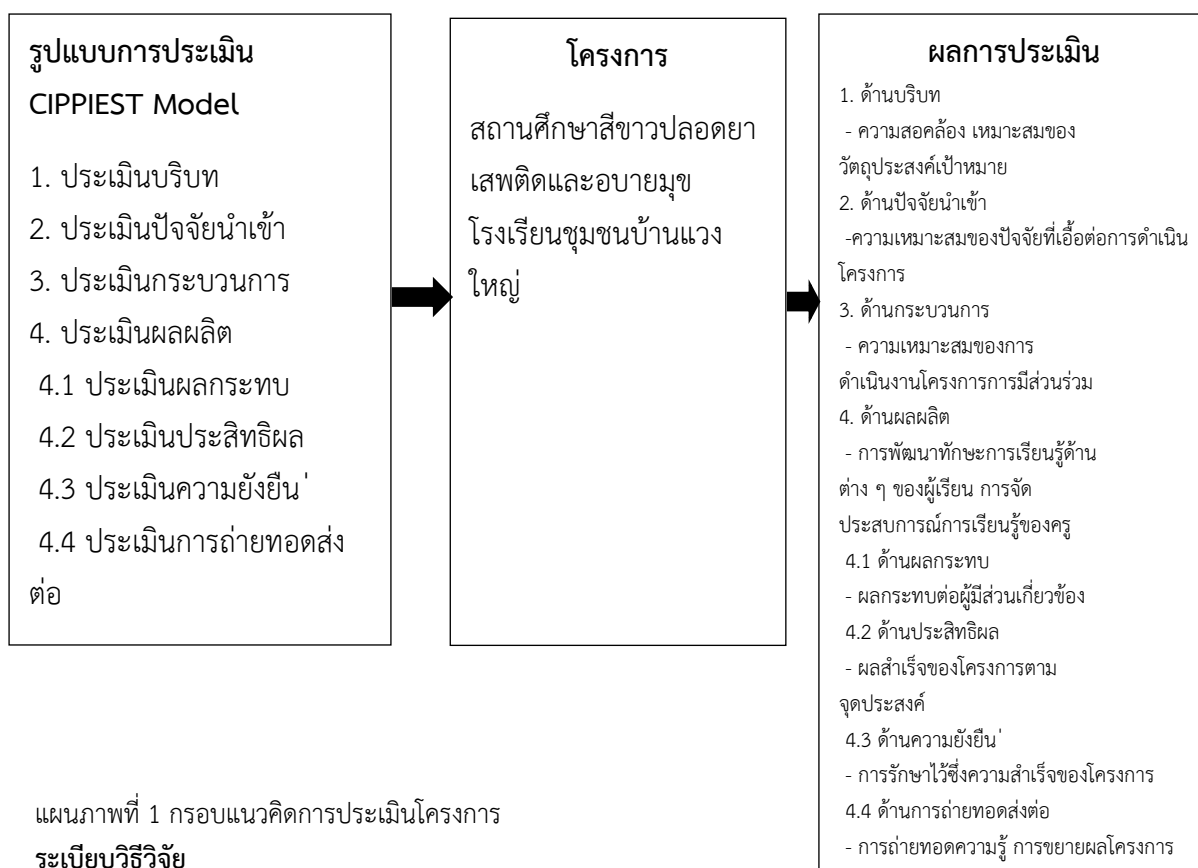 รูปแบบการประเมิน
CIPPIEST Model
1. ประเมินบริบท
2. ประเมินปัจจัยนำเข้า
3. ประเมินกระบวนการ
4. ประเมินผลผลิต
4.1 ประเมินผลกระทบ
4.2 ประเมินประสิทธิผล
4.3 ประเมินความยั่งยืน
4.4 ประเมินการถ่ายทอดส่ง
ต่อ
โครงการ
สถานศึกษาสีขาวปลอดยา
เสพติดและอบายมุข
โรงเรียนชุมชนบ้านแวง
ใหญ่
ผลการประเมิน
1. ด้านบริบท
- ความสอดคล้อง เหมาะสมของ
วัตถุประสงค์เป้าหมาย
2. ด้านปัจจัยนำเข้า
-ความเหมาะสมของปัจจัยที่เอื้อต่อการดำเนิน
โครงการ
3. ด้านกระบวนการ
- ความเหมาะสมของการ
ดำเนินงานโครงการการมีส่วนร่วม
4. ด้านผลผลิต
- การพัฒนาทักษะการเรียนรู้ด้าน
ต่าง ๆ ของผู้เรียน การจัด
ประสบการณ์การเรียนรู้ของครู
4.1 ด้านผลกระทบ
- ผลกระทบต่อผู้มีส่วนเกี่ยวข้อง
4.2 ด้านประสิทธิผล
- ผลสำเร็จของโครงการตาม
จุดประสงค์
4.3 ด้านความยั่งยืน
- การรักษาไว้ซึ่งความสำเร็จของโครงการ
4.4 ด้านการถ่ายทอดส่งต่อ
- การถ่ายทอดความรู้ การขยายผลโครงการ
แผนภาพที่ 1 กรอบแนวคิดการประเมินโครงการ
ระเบียบวิธีวิจัย